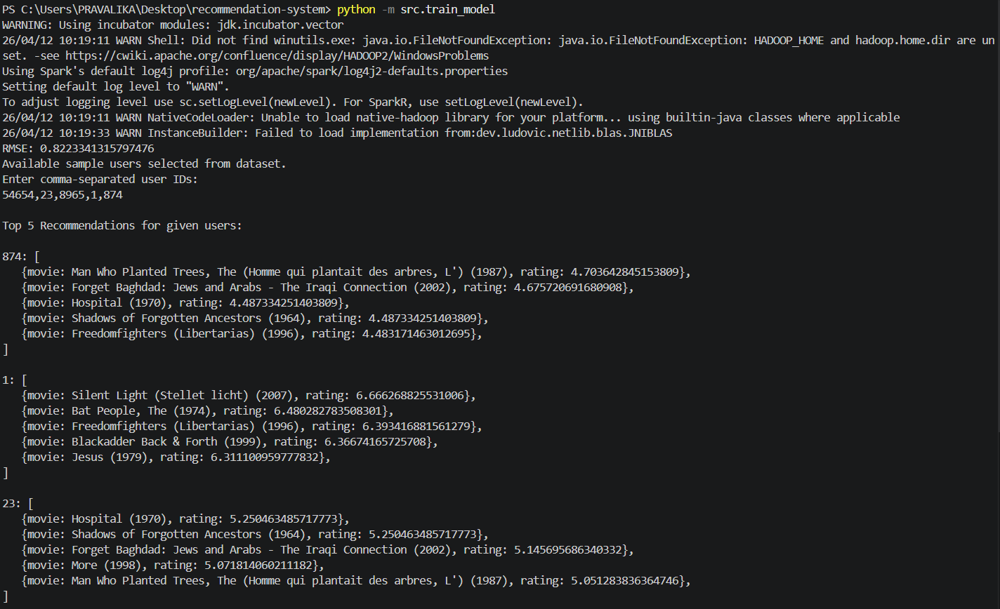 PS C:\Users\PRAVALIKA\Desktop\recommendation-system> python -m src.train_model
WARNING: Using incubator modules: jdk.incubator.vector
26/04/12 10:19:11 WARN Shell: Did not find winutils.exe: java.io.FileNotFoundException: java.io.FileNotFoundException: HADOOP_HOME and hadoop.home.dir are un
set. -see https://cwiki.apache.org/confluence/display/HADOOP2/WindowsProblems
Using Spark's default log4j profile: org/apache/spark/log4j2-defaults.properties
Setting default log level to "WARN".
To adjust logging level use sc.setLogLevel(newLevel). For SparkR, use setLogLevel(newLevel).
26/04/12 10:19:11 WARN NativeCodeLoader: Unable to load native-hadoop library for your platform... using builtin-java classes where applicable
26/04/12 10:19:33 WARN InstanceBuilder: Failed to load implementation from:dev.ludovic.netlib.blas.JNIBLAS
RMSE: 0.8223341315797476
Available sample users selected from dataset.
Enter comma-separated user IDs:
54654,23,8965,1,874
Top 5 Recommendations for given users:
874: [
{movie: Man Who Planted Trees, The (Homme qui plantait des arbres, L') (1987), rating: 4.703642845153809},
{movie: Forget Baghdad: Jews and Arabs - The Iraqi Connection (2002), rating: 4.675720691680908},
{movie: Hospital (1970), rating: 4.487334251403809},
{movie: Shadows of Forgotten Ancestors (1964), rating: 4.487334251403809},
{movie: Freedomfighters (Libertarias) (1996), rating: 4.483171463012695},
]
1: [
{movie: Silent Light (Stellet licht) (2007), rating: 6.666268825531006},
{movie: Bat People, The (1974), rating: 6.480282783508301},
{movie: Freedomfighters (Libertarias) (1996), rating: 6.393416881561279},
{movie: Blackadder Back & Forth (1999), rating: 6.36674165725708},
{movie: Jesus (1979), rating: 6.311100959777832},
]
23: [
{movie: Hospital (1970), rating: 5.250463485717773},
{movie: Shadows of Forgotten Ancestors (1964), rating: 5.250463485717773},
{movie: Forget Baghdad: Jews and Arabs - The Iraqi Connection (2002), rating: 5.145695686340332},
{movie: More (1998), rating: 5.071814060211182},
{movie: Man Who Planted Trees, The (Homme qui plantait des arbres, L') (1987), rating: 5.051283836364746},
]